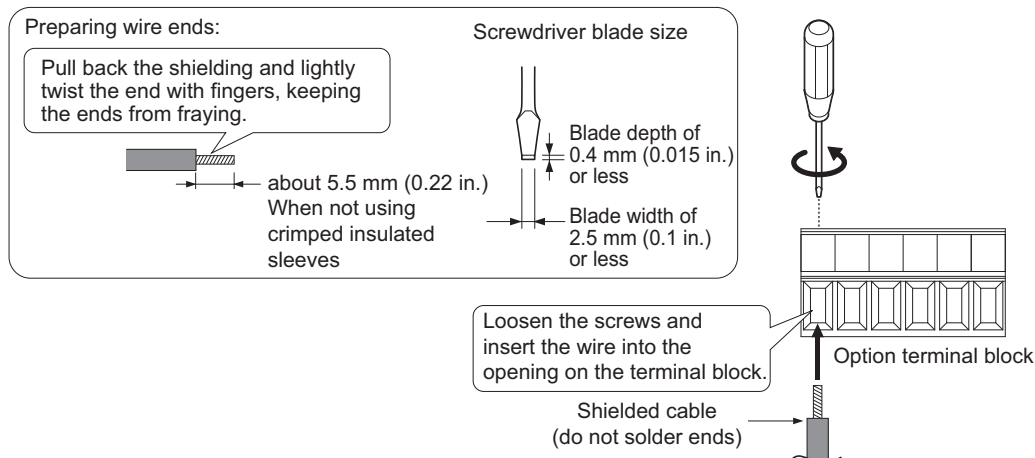 Preparing wire ends:
Pull back the shielding and lightly
twist the end with fingers, keeping
the ends from fraying.
about 5.5 mm (0.22 in.)
When not using
crimped insulated
sleeves
Screwdriver blade size
Blade depth of
0.4 mm (0.015 in.)
or less
Blade width of
2.5 mm (0.1 in.)
or less
Loosen the screws and
insert the wire into the
opening on the terminal block.
Option terminal block
Shielded cable
(do not solder ends)